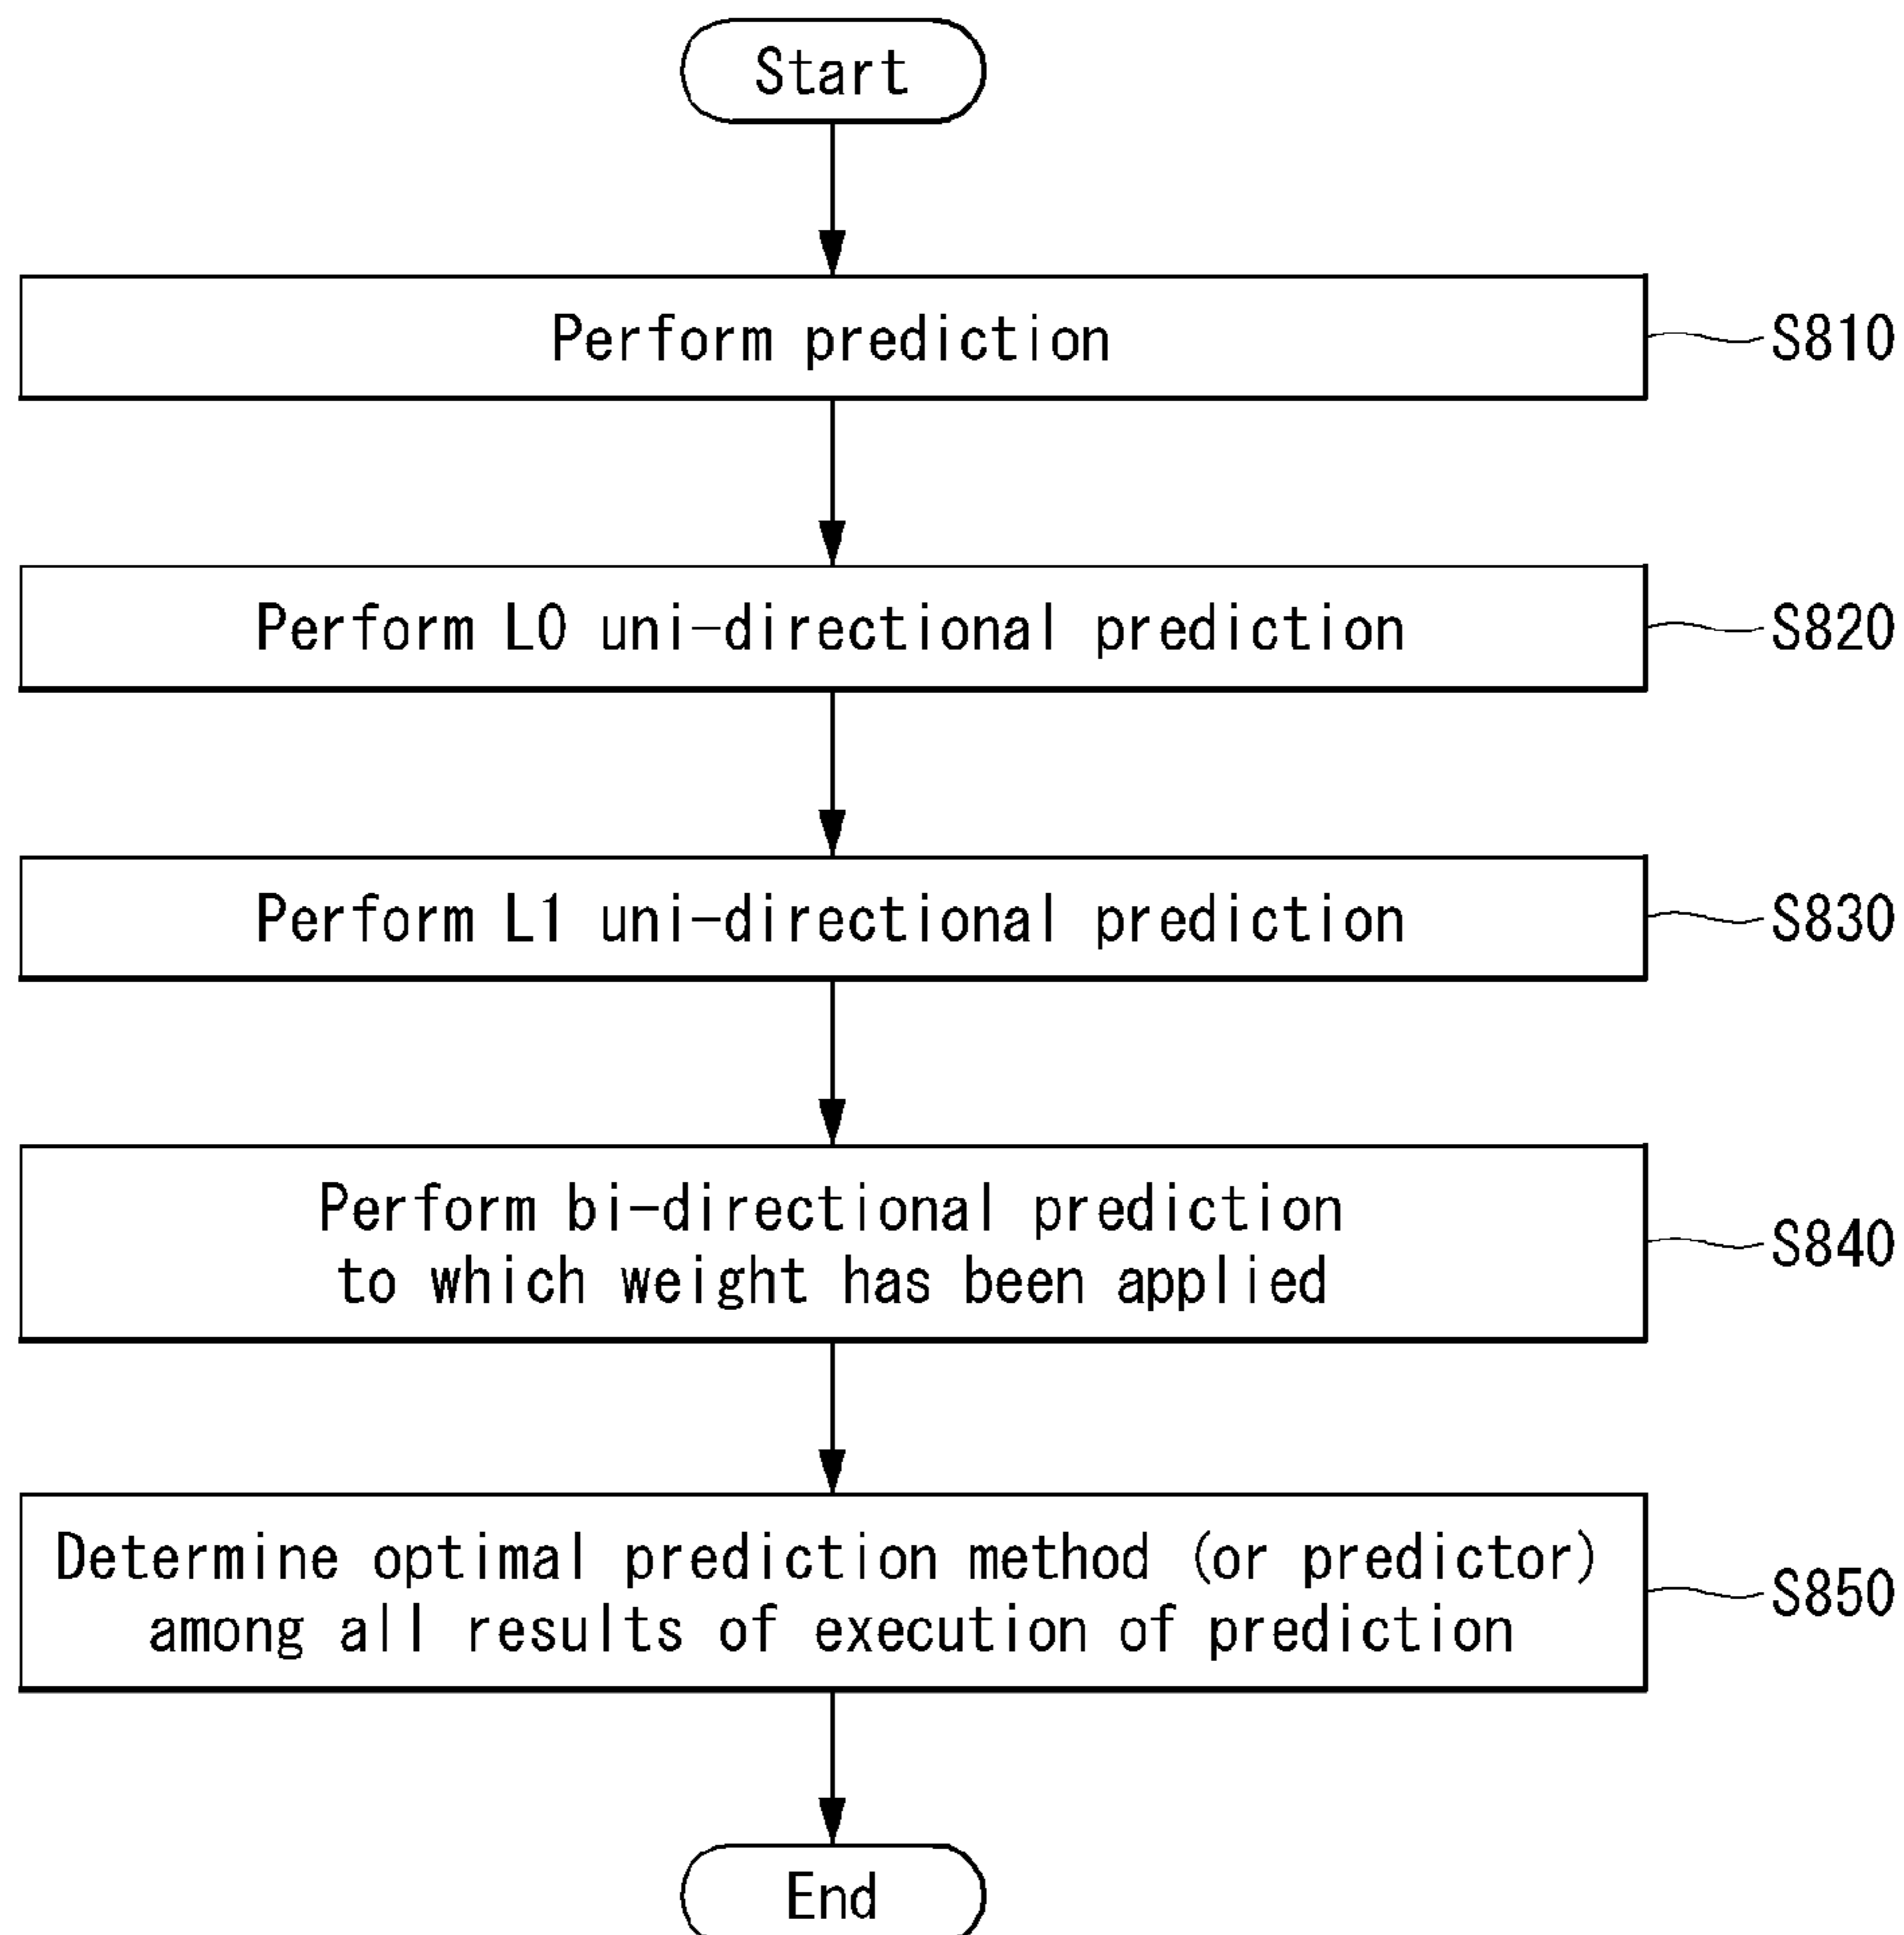 Start
Perform prediction
S810
Perform L0 uni-directional prediction
S820
Perform L1 uni-directional prediction
S830
Perform bi-directional prediction
to which weight has been applied
S840
Determine optimal prediction method (or predictor)
among all results of execution of prediction
S850
End